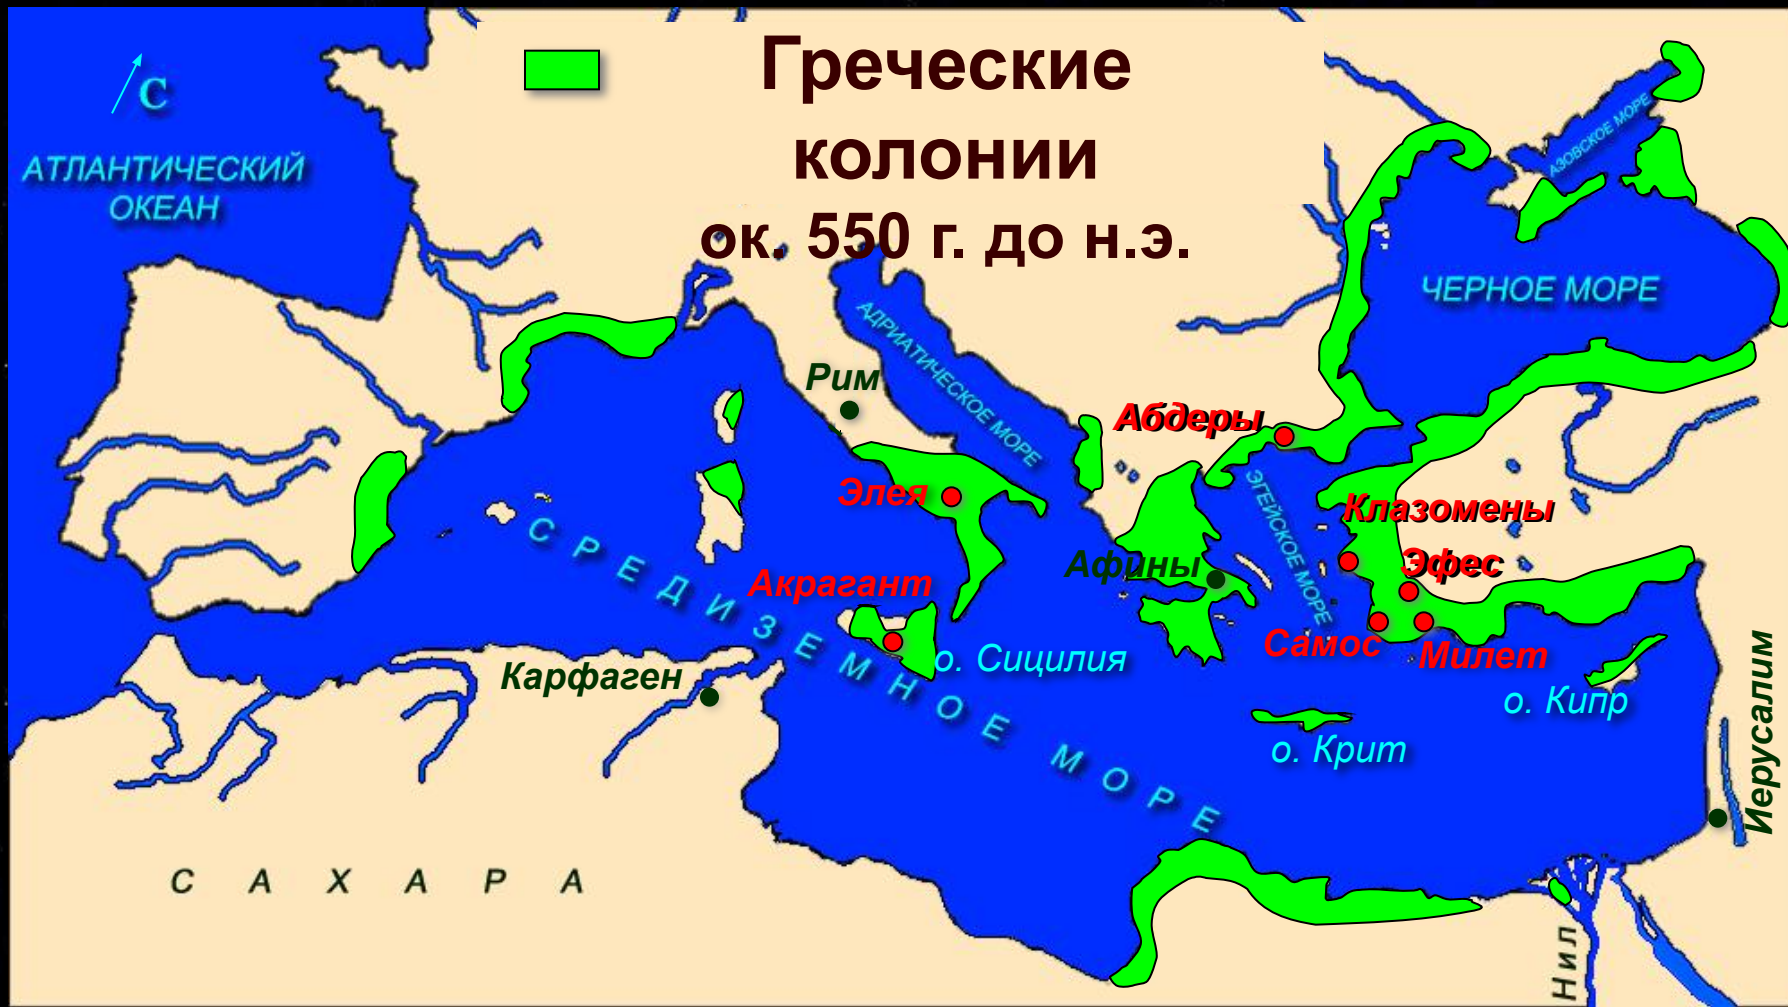 Греческие
колонии
ок. 550 г. до н.э.
С
АТЛАНТИЧЕСКИЙ
ОКЕАН
АЗОВСКОЕ МОРЕ
ЧЕРНОЕ МОРЕ
АДРИАТИЧЕСКОЕ МОРЕ
Рим
Абдеры
Элея
ЭГЕЙСКОЕ МОРЕ
Клазомены
СРЕДИЗЕМНОЕ МОРЕ
Афины
Эфес
Акрагант
Самос
Милет
о. Сицилия
Карфаген
о. Кипр
о. Крит
Иерусалим
САХАРА
Нил